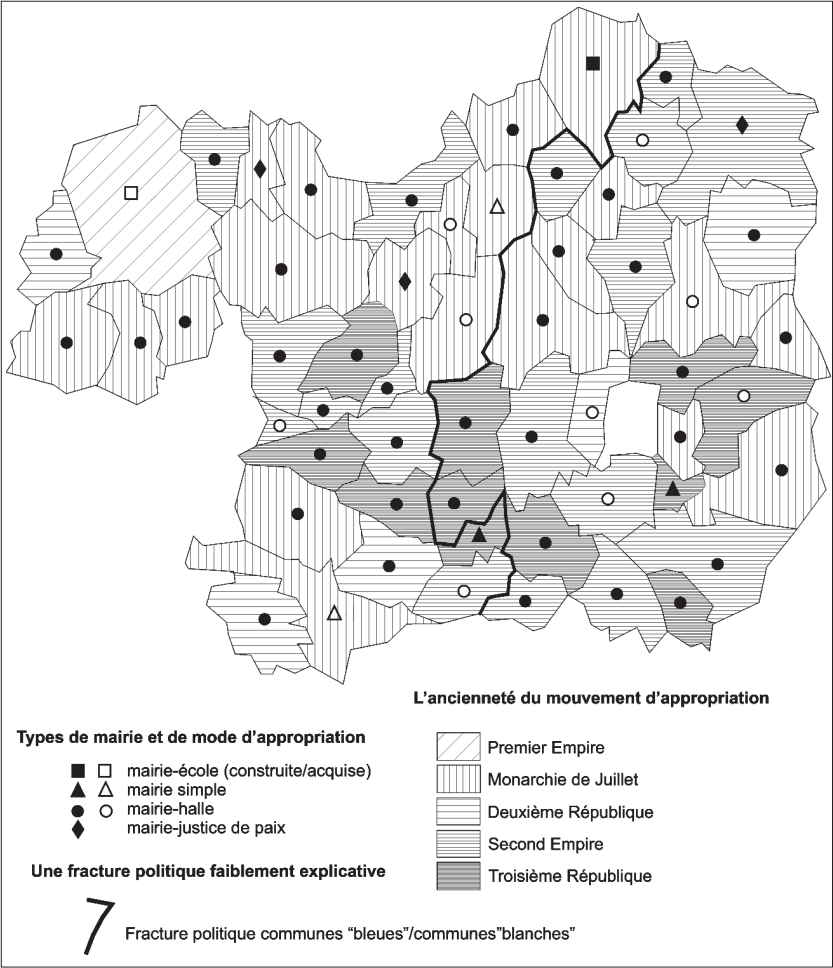 L'ancienneté du mouvement d'appropriation
Types de mairie et de mode d'appropriation
mairie-école (construite/acquise)
mairie simple
mairie-halle
mairie-justice de paix
Une fracture politique faiblement explicative
Fracture politique communes “bleues”/communes”blanches”
Premier Empire
Monarchie de Juillet
Deuxième République
Second Empire
Troisième République